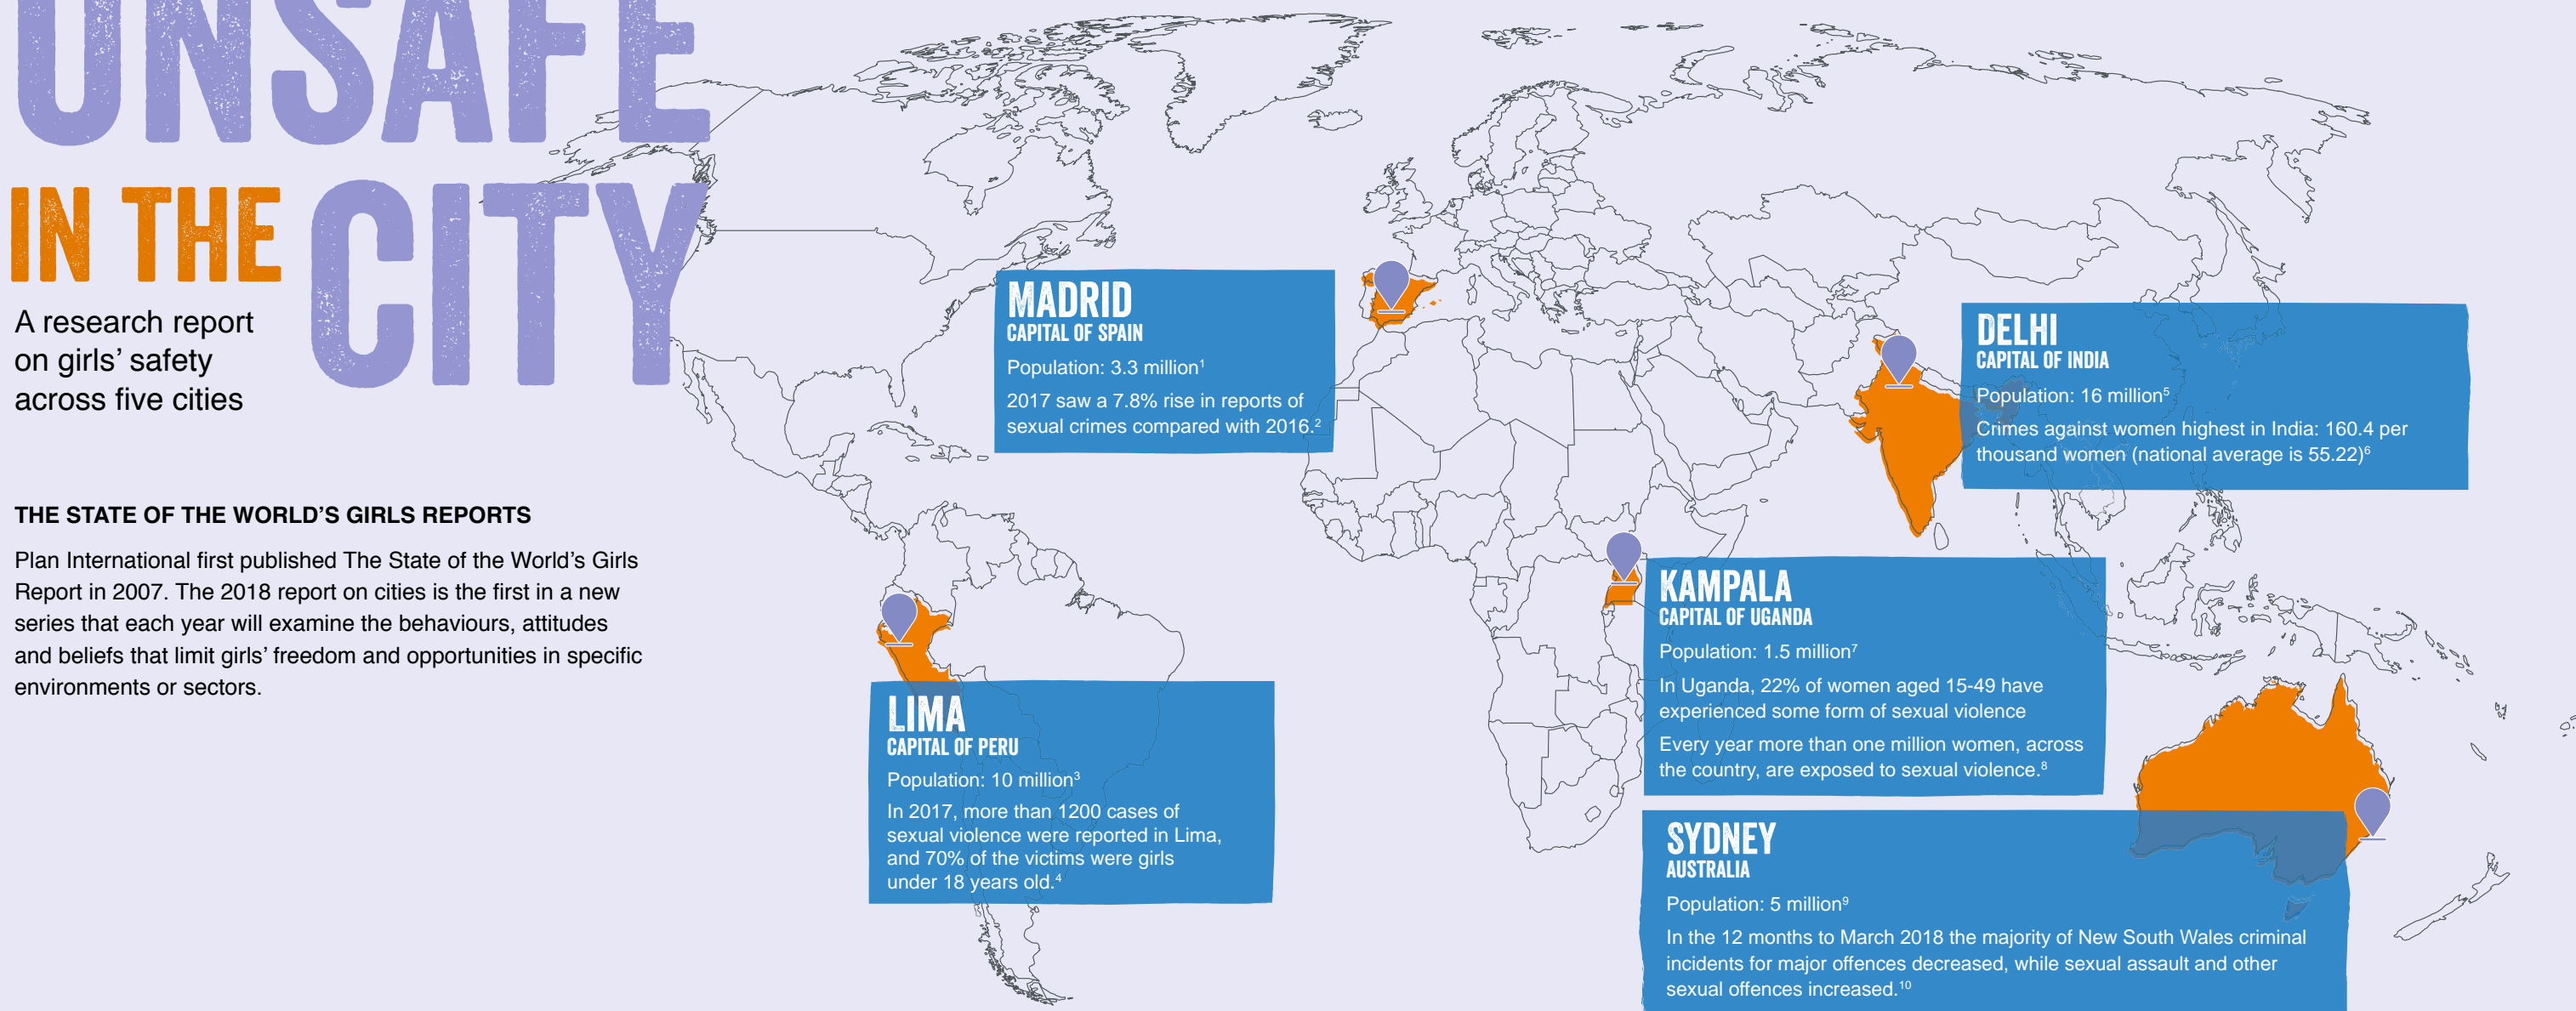 UNSAFE
IN THE CITY
A research report
on girls' safety
across five cities
THE STATE OF THE WORLD'S GIRLS REPORTS
Plan International first published The State of the World's Girls
Report in 2007. The 2018 report on cities is the first in a new
series that each year will examine the behaviours, attitudes
and beliefs that limit girls' freedom and opportunities in specific
environments or sectors.
MADRID
CAPITAL OF SPAIN
Population: 3.3 million¹
2017 saw a 7.8% rise in reports of
sexual crimes compared with 2016.²
LIMA
CAPITAL OF PERU
Population: 10 million³
In 2017, more than 1200 cases of
sexual violence were reported in Lima,
and 70% of the victims were girls
under 18 years old.⁴
DELHI
CAPITAL OF INDIA
Population: 16 million⁵
Crimes against women highest in India: 160.4 per
thousand women (national average is 55.22)⁶
KAMPALA
CAPITAL OF UGANDA
Population: 1.5 million⁷
In Uganda, 22% of women aged 15-49 have
experienced some form of sexual violence
Every year more than one million women, across
the country, are exposed to sexual violence.⁸
SYDNEY
AUSTRALIA
Population: 5 million⁹
In the 12 months to March 2018 the majority of New South Wales criminal
incidents for major offences decreased, while sexual assault and other
sexual offences increased.¹⁰